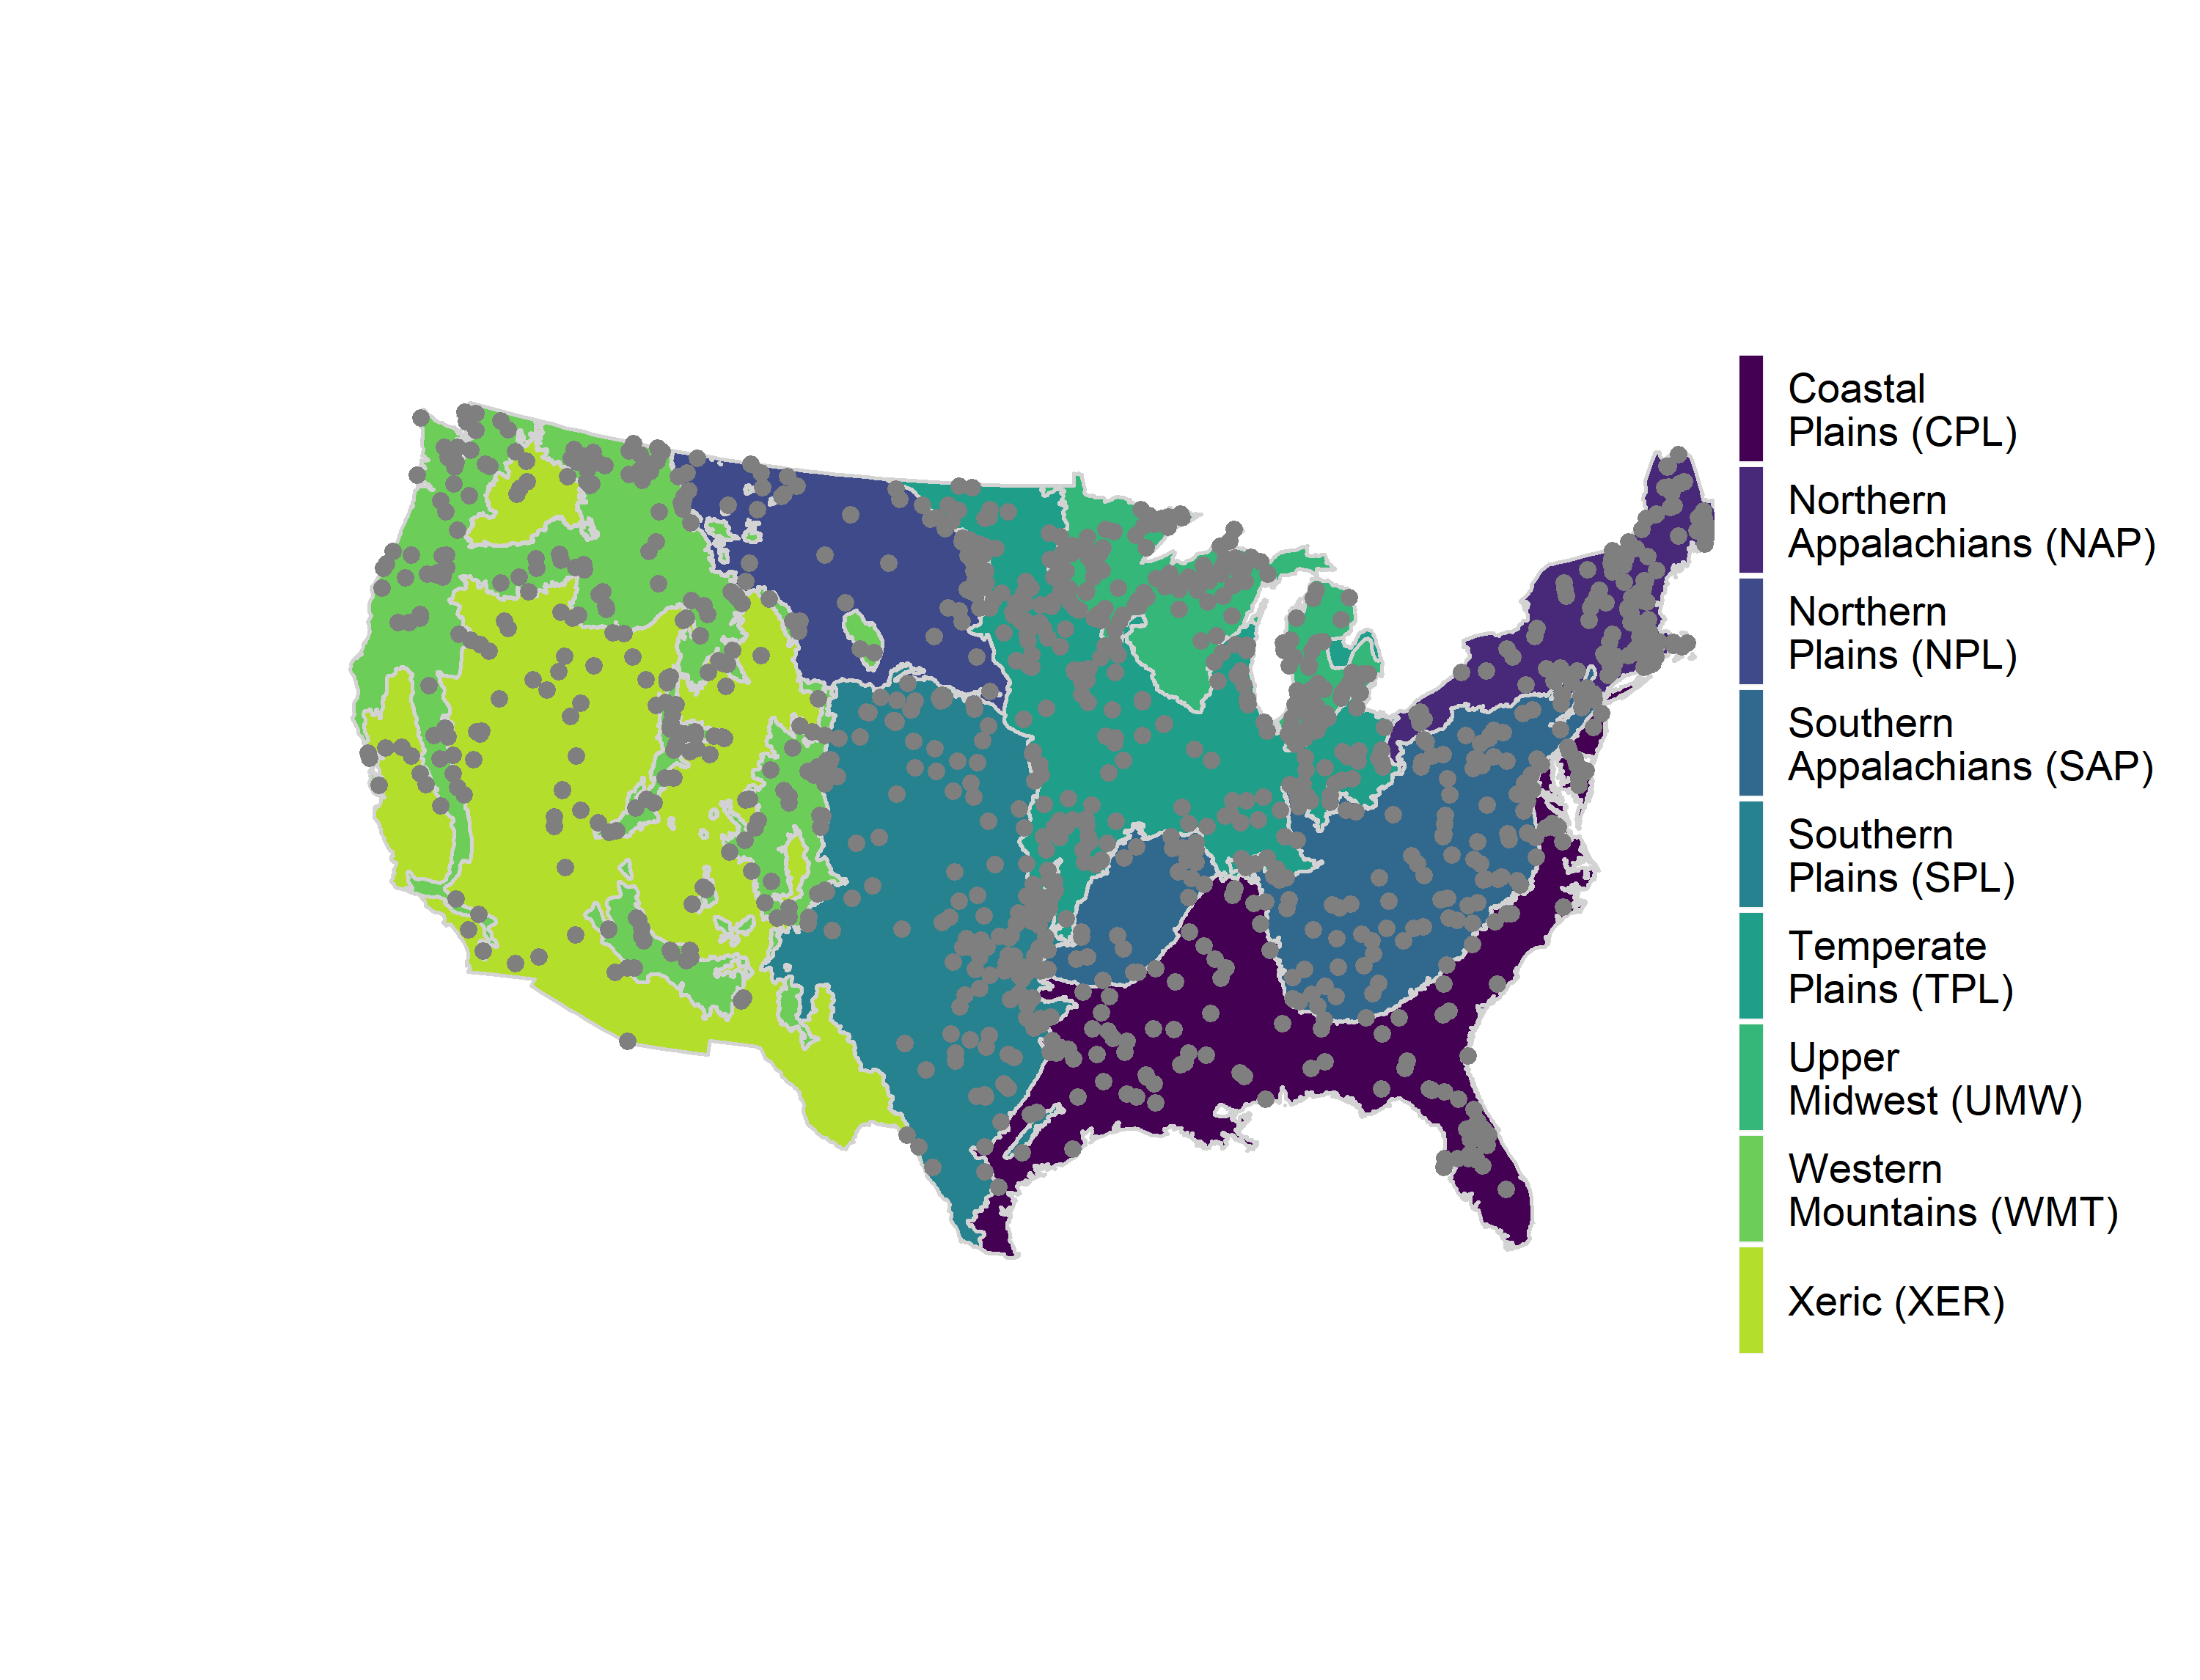 Coastal
Plains (CPL)
Northern
Appalachians (NAP)
Northern
Plains (NPL)
Southern
Appalachians (SAP)
Southern
Plains (SPL)
Temperate
Plains (TPL)
Upper
Midwest (UMW)
Western
Mountains (WMT)
Xeric (XER)